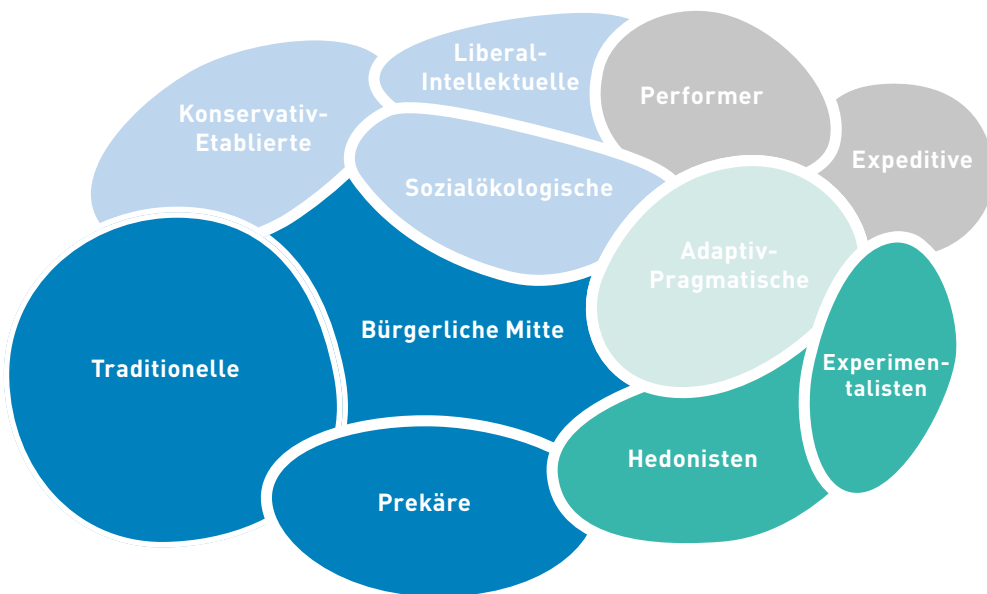 Liberal-
Intellektuelle
Performer
Konservativ-
Etablierte
Expeditive
Sozialökologische
Adaptiv-
Pragmatische
Bürgerliche Mitte
Traditionelle
Experimen-
talisten
Hedonisten
Prekäre